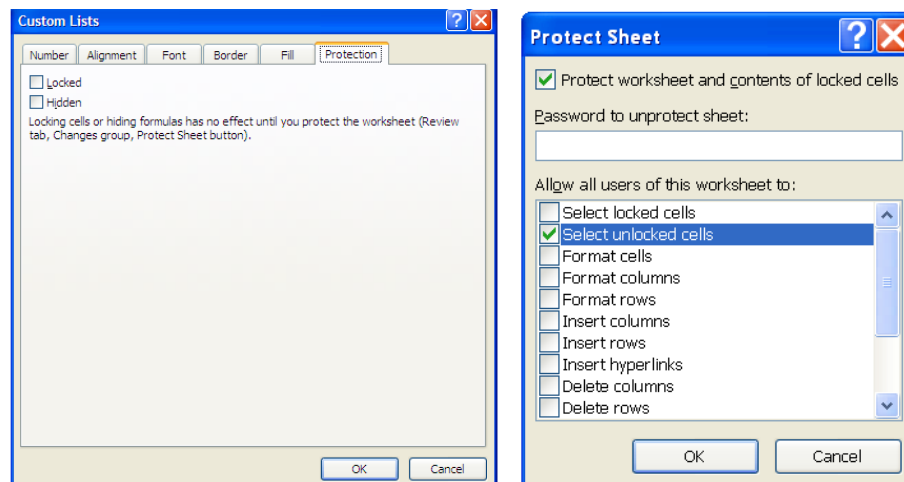 Custom Lists
Number Alignment Font Border Fill Protection
Locked
Hidden
Locking cells or hiding formulas has no effect until you protect the worksheet (Review
tab, Changes group, Protect Sheet button).
OK Cancel
Protect Sheet
Protect worksheet and contents of locked cells
Password to unprotect sheet:
Allow all users of this worksheet to:
Select locked cells
Select unlocked cells
Format cells
Format columns
Format rows
Insert columns
Insert rows
Insert hyperlinks
Delete columns
Delete rows
OK Cancel